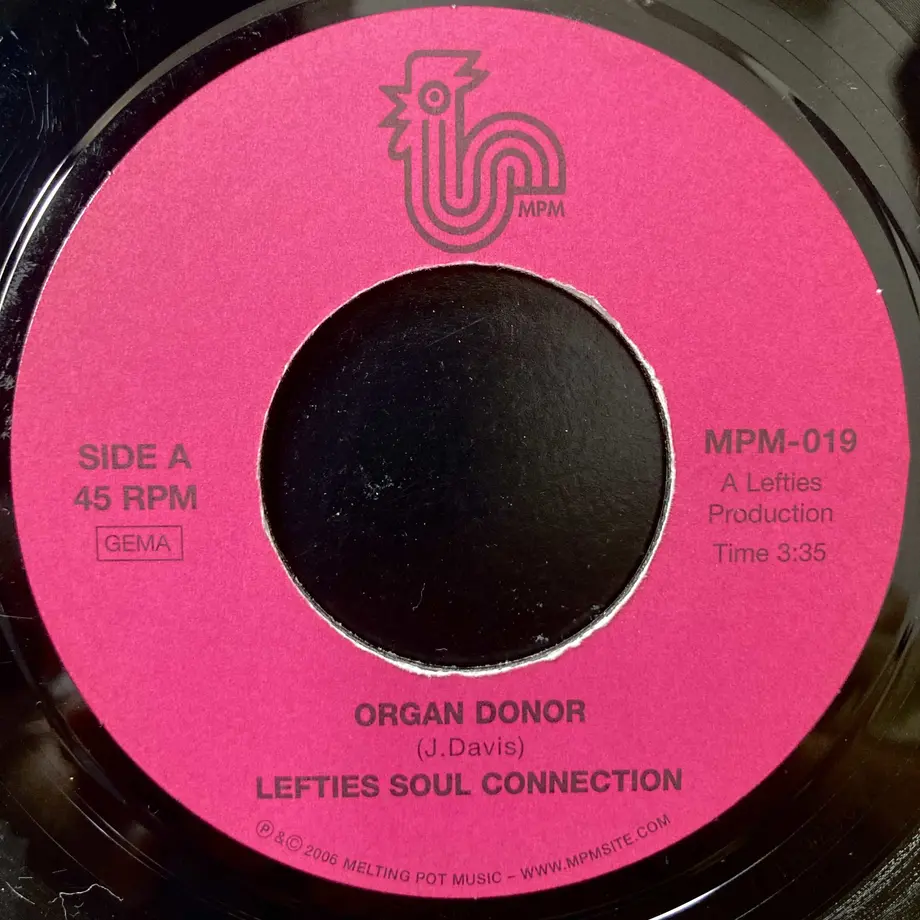 MPM
SIDE A
45 RPM
GEMA
MPM-019
A Lefties
Production
Time 3:35
ORGAN DONOR
(J.Davis)
LEFTIES SOUL CONNECTION
℗ & © 2006 MELTING POT MUSIC – WWW.MPMSITE.COM